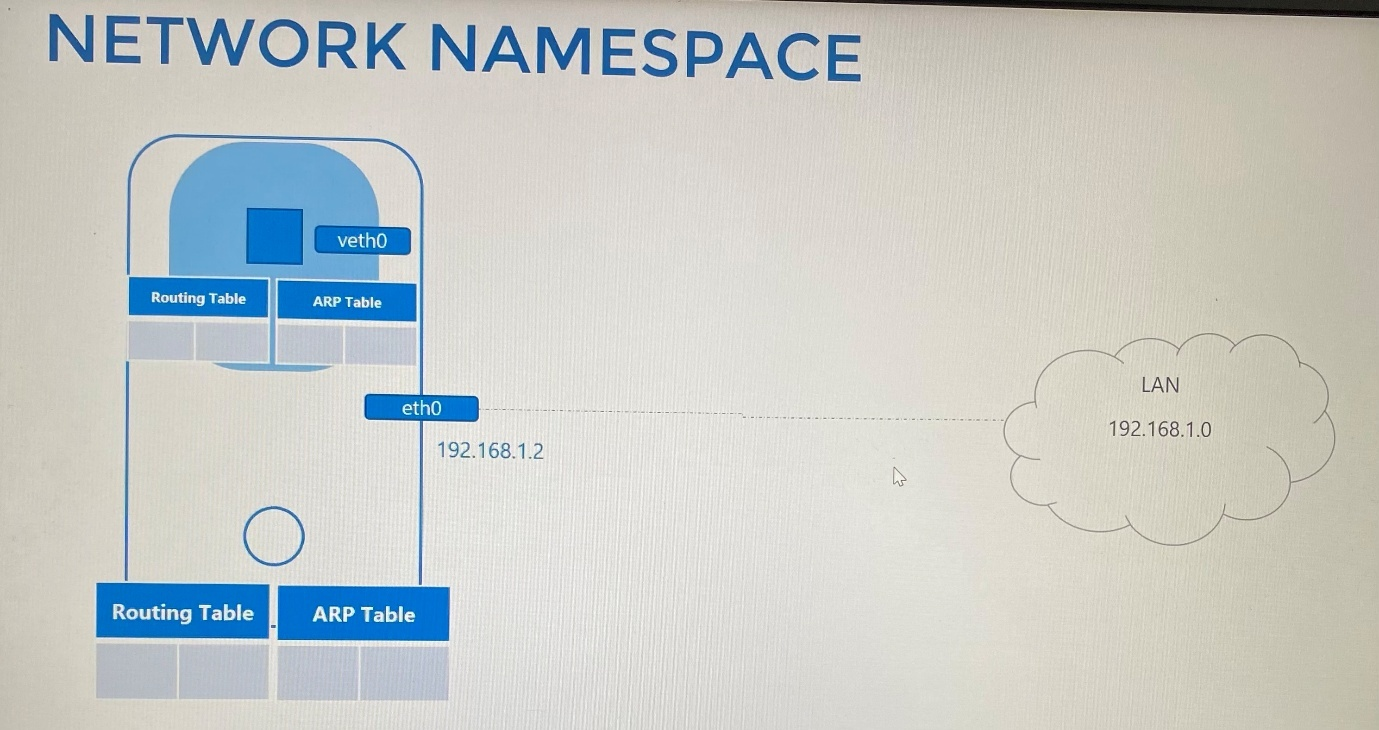 NETWORK NAMESPACE
veth0
Routing Table
ARP Table
eth0
192.168.1.2
LAN
192.168.1.0
Routing Table
ARP Table